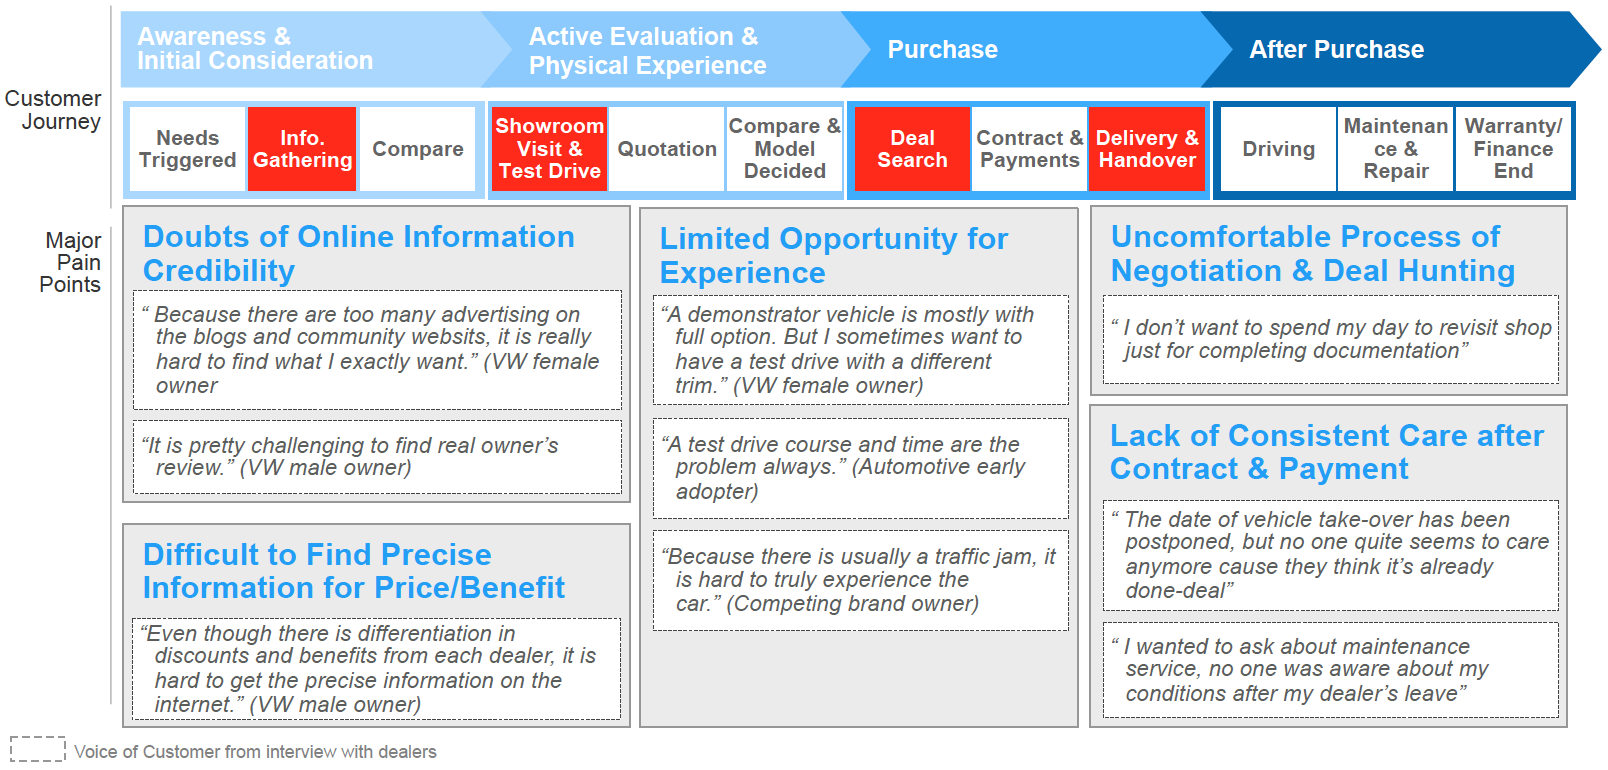 Awareness &
Initial Consideration
Active Evaluation &
Physical Experience
Purchase
After Purchase
Customer
Journey
Needs
Triggered
Info.
Gathering
Compare
Showroom
Visit &
Test Drive
Quotation
Compare &
Model
Decided
Deal
Search
Contract &
Payments
Delivery &
Handover
Driving
Maintenan
ce &
Repair
Warranty/
Finance
End
Major
Pain
Points
Doubts of Online Information
Credibility
“ Because there are too many advertising on
the blogs and community websits, it is really
hard to find what I exactly want.” (VW female
owner
“It is pretty challenging to find real owner’s
review.” (VW male owner)
Difficult to Find Precise
Information for Price/Benefit
“Even though there is differentiation in
discounts and benefits from each dealer, it is
hard to get the precise information on the
internet.” (VW male owner)
Limited Opportunity for
Experience
“A demonstrator vehicle is mostly with
full option. But I sometimes want to
have a test drive with a different
trim.” (VW female owner)
“A test drive course and time are the
problem always.” (Automotive early
adopter)
“Because there is usually a traffic jam, it
is hard to truly experience the
car.” (Competing brand owner)
Uncomfortable Process of
Negotiation & Deal Hunting
“ I don’t want to spend my day to revisit shop
just for completing documentation”
Lack of Consistent Care after
Contract & Payment
“ The date of vehicle take-over has been
postponed, but no one quite seems to care
anymore cause they think it’s already
done-deal”
“ I wanted to ask about maintenance
service, no one was aware about my
conditions after my dealer’s leave”
Voice of Customer from interview with dealers